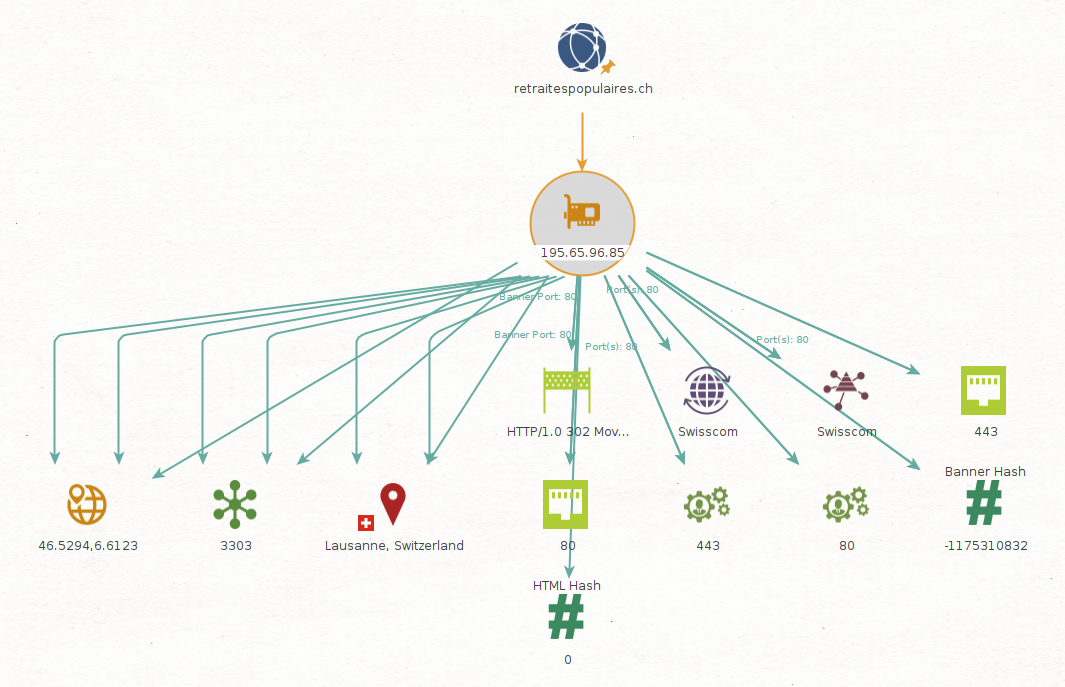 retraitespopulaires.ch
195.65.96.85
Banner Port: 80
Port(s): 80
Banner Port: 80
Port(s): 80
Port(s): 80
HTTP/1.0 302 Mov...
Swisscom
Swisscom
443
46.5294,6.6123
3303
Lausanne, Switzerland
80
443
80
Banner Hash
-1175310832
HTML Hash
0